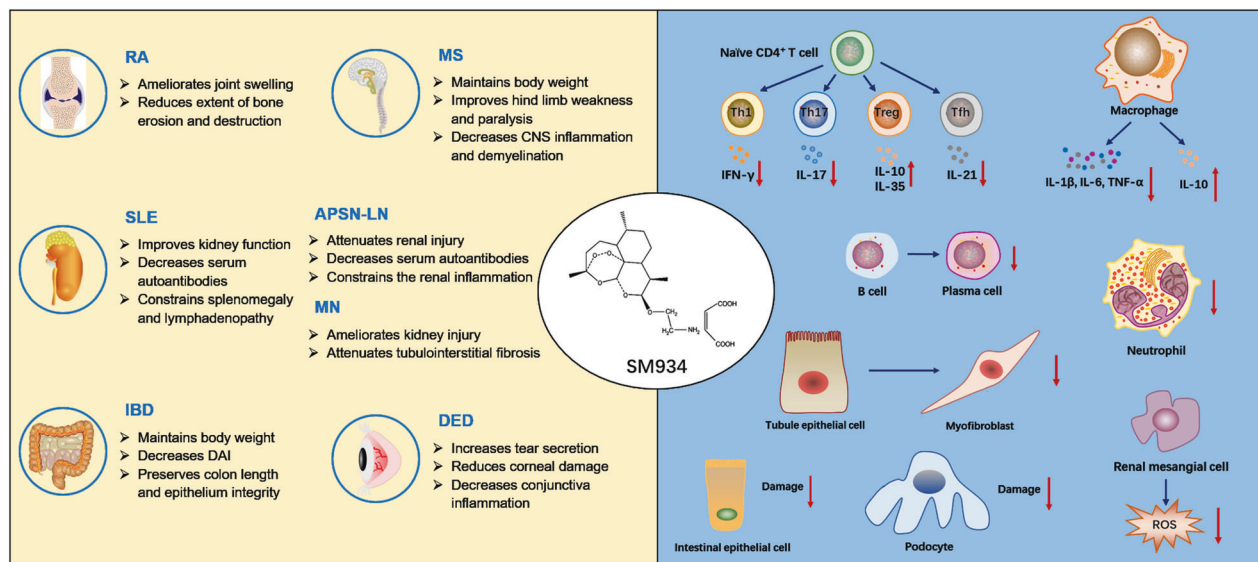 RA
➢ Ameliorates joint swelling
➢ Reduces extent of bone
erosion and destruction
MS
➢ Maintains body weight
➢ Improves hind limb weakness
and paralysis
➢ Decreases CNS inflammation
and demyelination
SLE
➢ Improves kidney function
➢ Decreases serum
autoantibodies
➢ Constrains splenomegaly
and lymphadenopathy
APSN-LN
➢ Attenuates renal injury
➢ Decreases serum autoantibodies
➢ Constrains the renal inflammation
MN
➢ Ameliorates kidney injury
➢ Attenuates tubulointerstitial fibrosis
IBD
➢ Maintains body weight
➢ Decreases DAI
➢ Preserves colon length
and epithelium integrity
DED
➢ Increases tear secretion
➢ Reduces corneal damage
➢ Decreases conjunctiva
inflammation
O
O
O
O
O
O
H₂C
NH₂
COOH
COOH
SM934
Naïve CD4⁺ T cell
Th1
Th17
Treg
Tfh
IFN-γ
IL-17
IL-10
IL-35
IL-21
Macrophage
IL-1β, IL-6, TNF-α
IL-10
B cell
Plasma cell
Neutrophil
Tubule epithelial cell
Myofibroblast
Renal mesangial cell
ROS
Damage
Intestinal epithelial cell
Damage
Podocyte